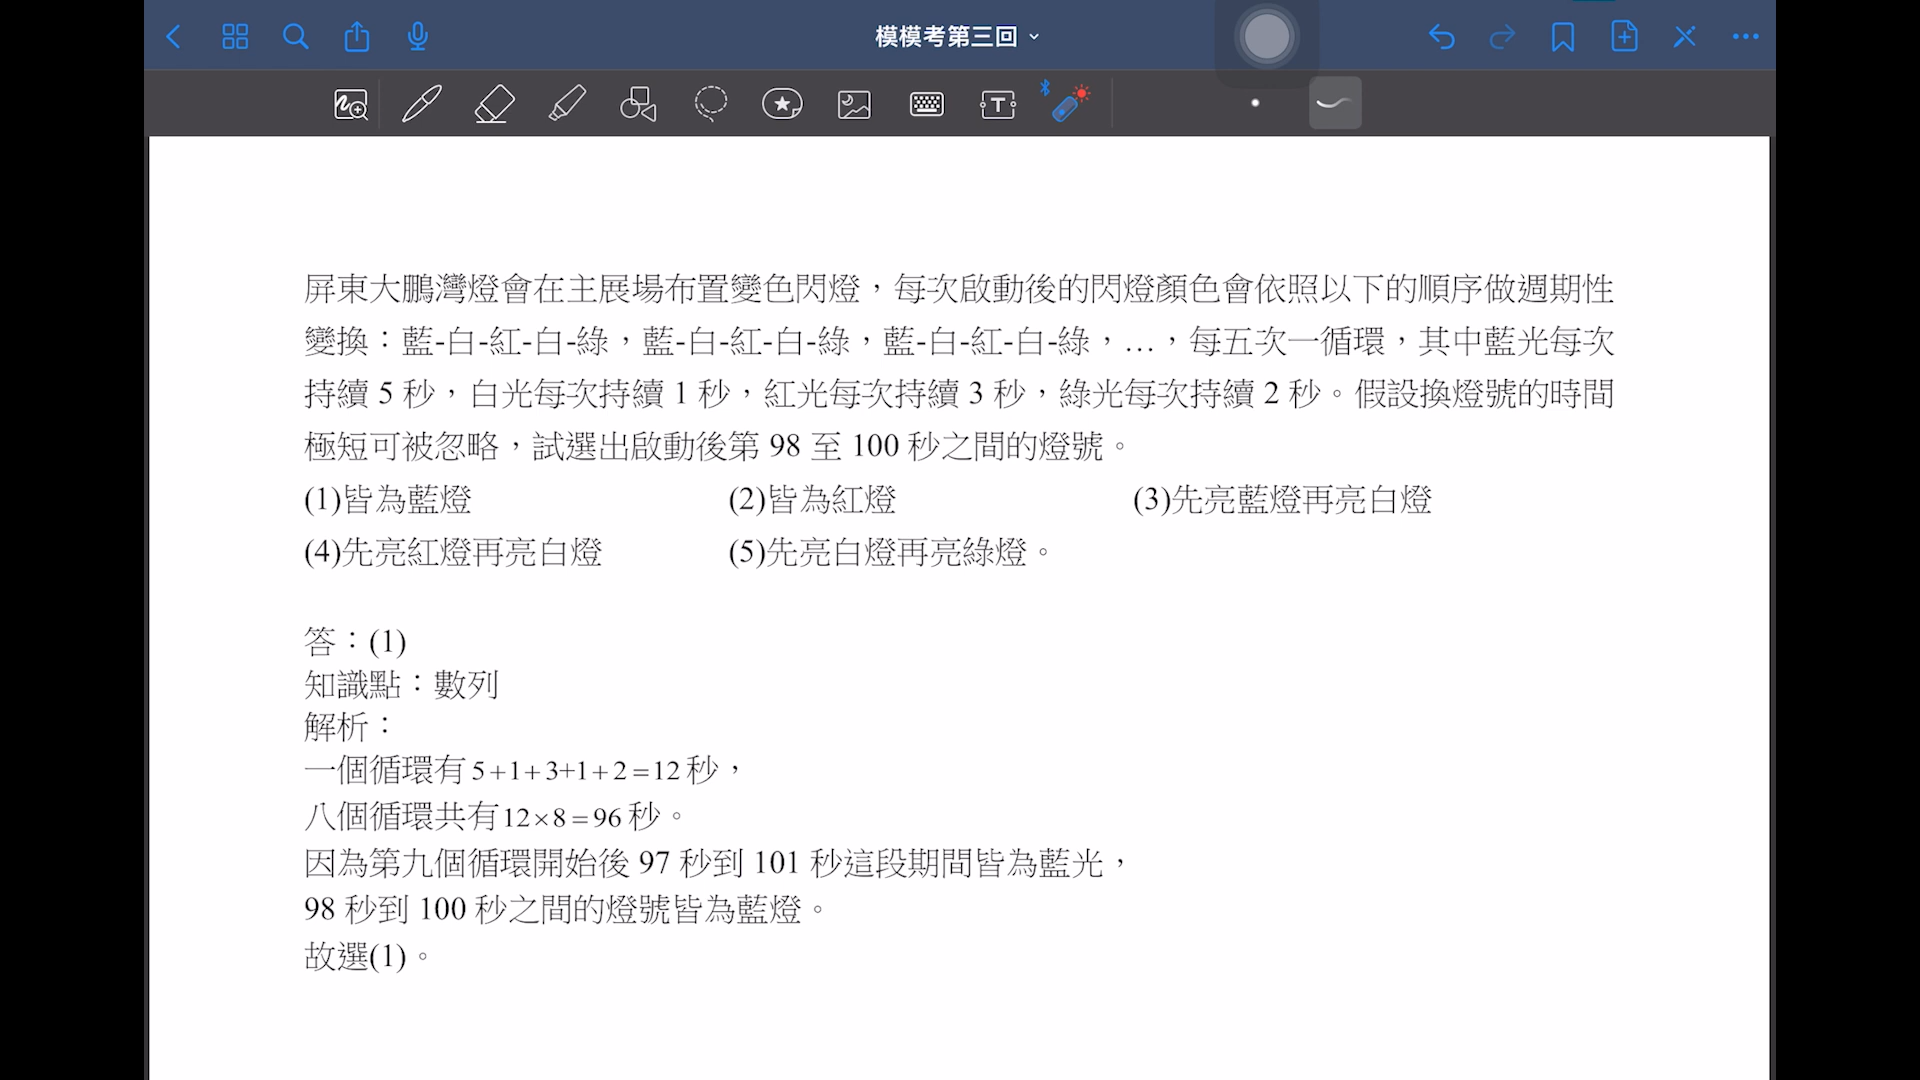 模模考第三回
屏東大鵬灣燈會在主展場布置變色閃燈，每次啟動後的閃燈顏色會依照以下的順序做週期性
變換：藍-白-紅-白-綠，藍-白-紅-白-綠，藍-白-紅-白-綠，…，每五次一循環，其中藍光每次
持續 5 秒，白光每次持續 1 秒，紅光每次持續 3 秒，綠光每次持續 2 秒。假設換燈號的時間
極短可被忽略，試選出啟動後第 98 至 100 秒之間的燈號。
(1)皆為藍燈 (2)皆為紅燈 (3)先亮藍燈再亮白燈
(4)先亮紅燈再亮白燈 (5)先亮白燈再亮綠燈。
答：(1)
知識點：數列
解析：
一個循環有 5+1+3+1+2=12 秒，
八個循環共有 12×8=96 秒。
因為第九個循環開始後 97 秒到 101 秒這段期間皆為藍光，
98 秒到 100 秒之間的燈號皆為藍燈。
故選(1)。